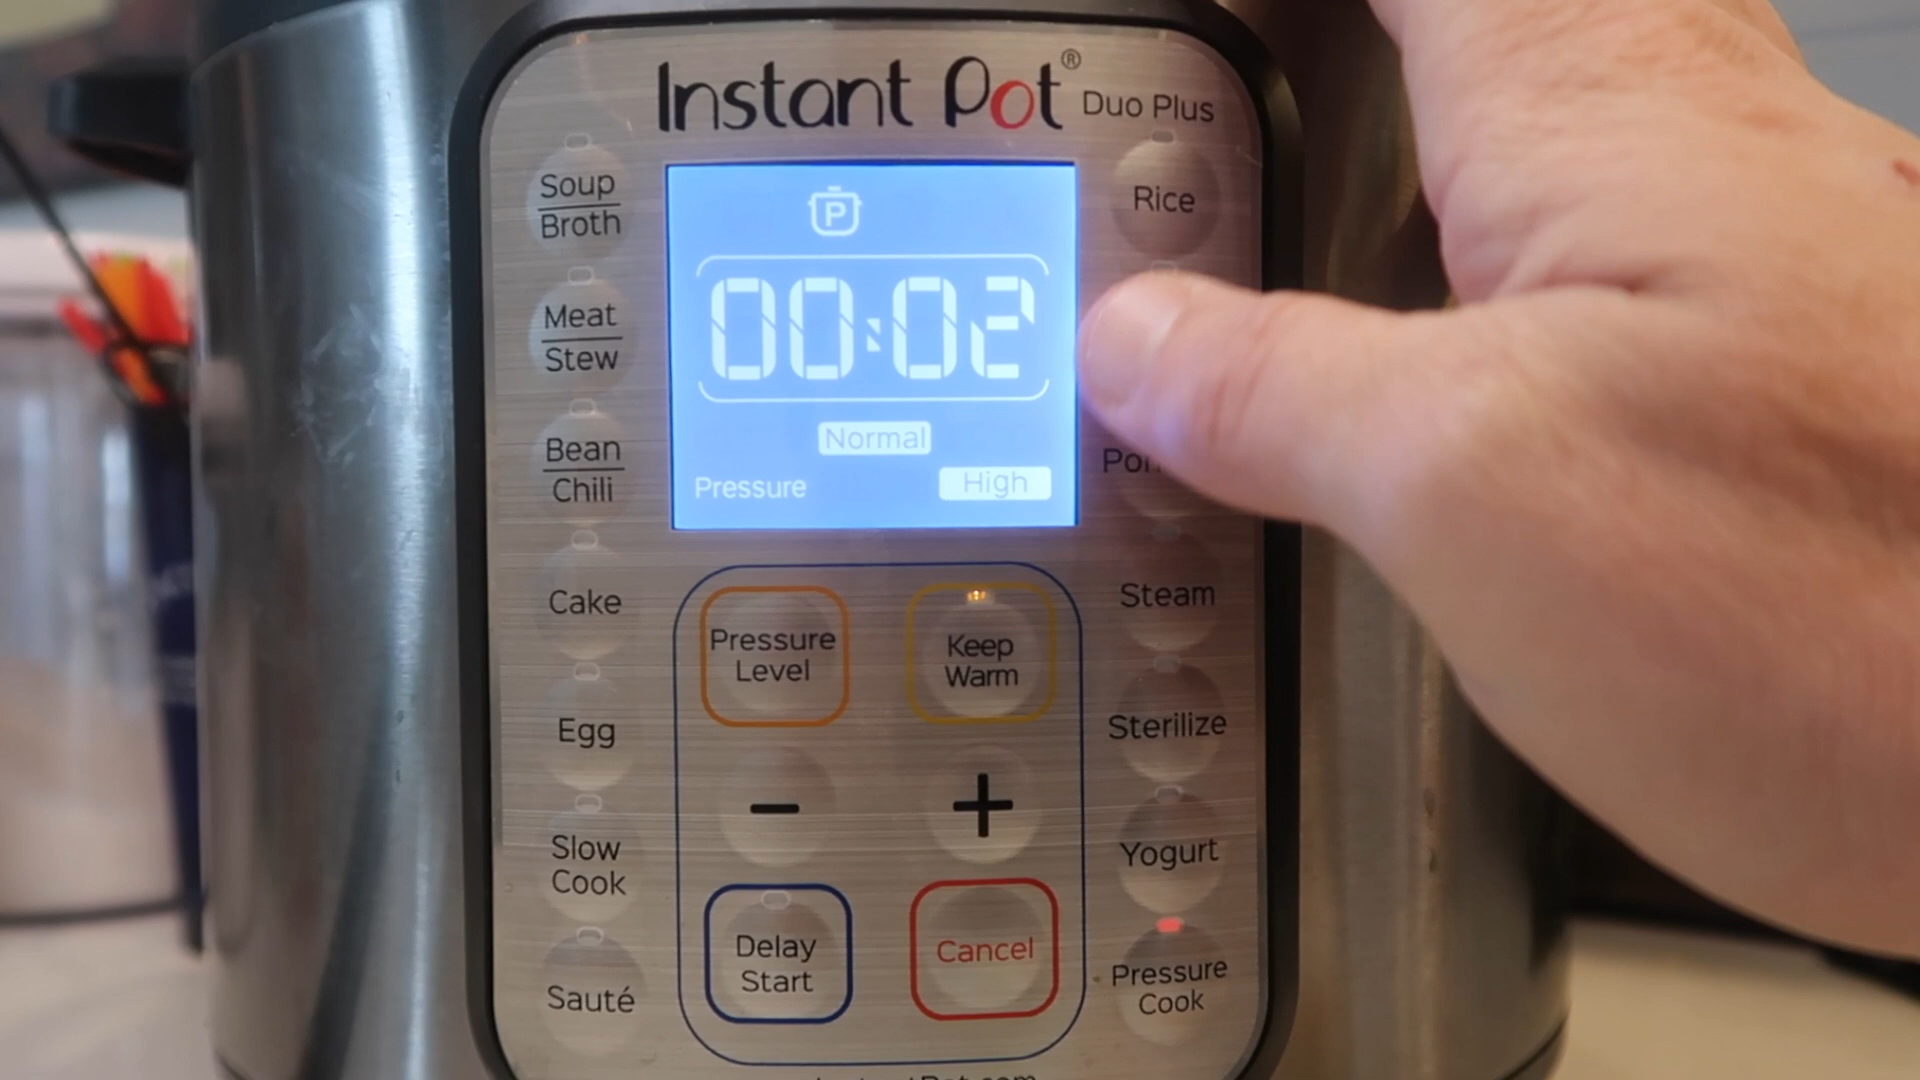 Instant Pot® Duo Plus
P
00:02
Normal
Pressure High
Soup
Broth
Meat
Stew
Bean
Chili
Cake
Egg
Slow
Cook
Sauté
Pressure
Level
Keep
Warm
−
+
Delay
Start
Cancel
Rice
Steam
Sterilize
Yogurt
Pressure
Cook